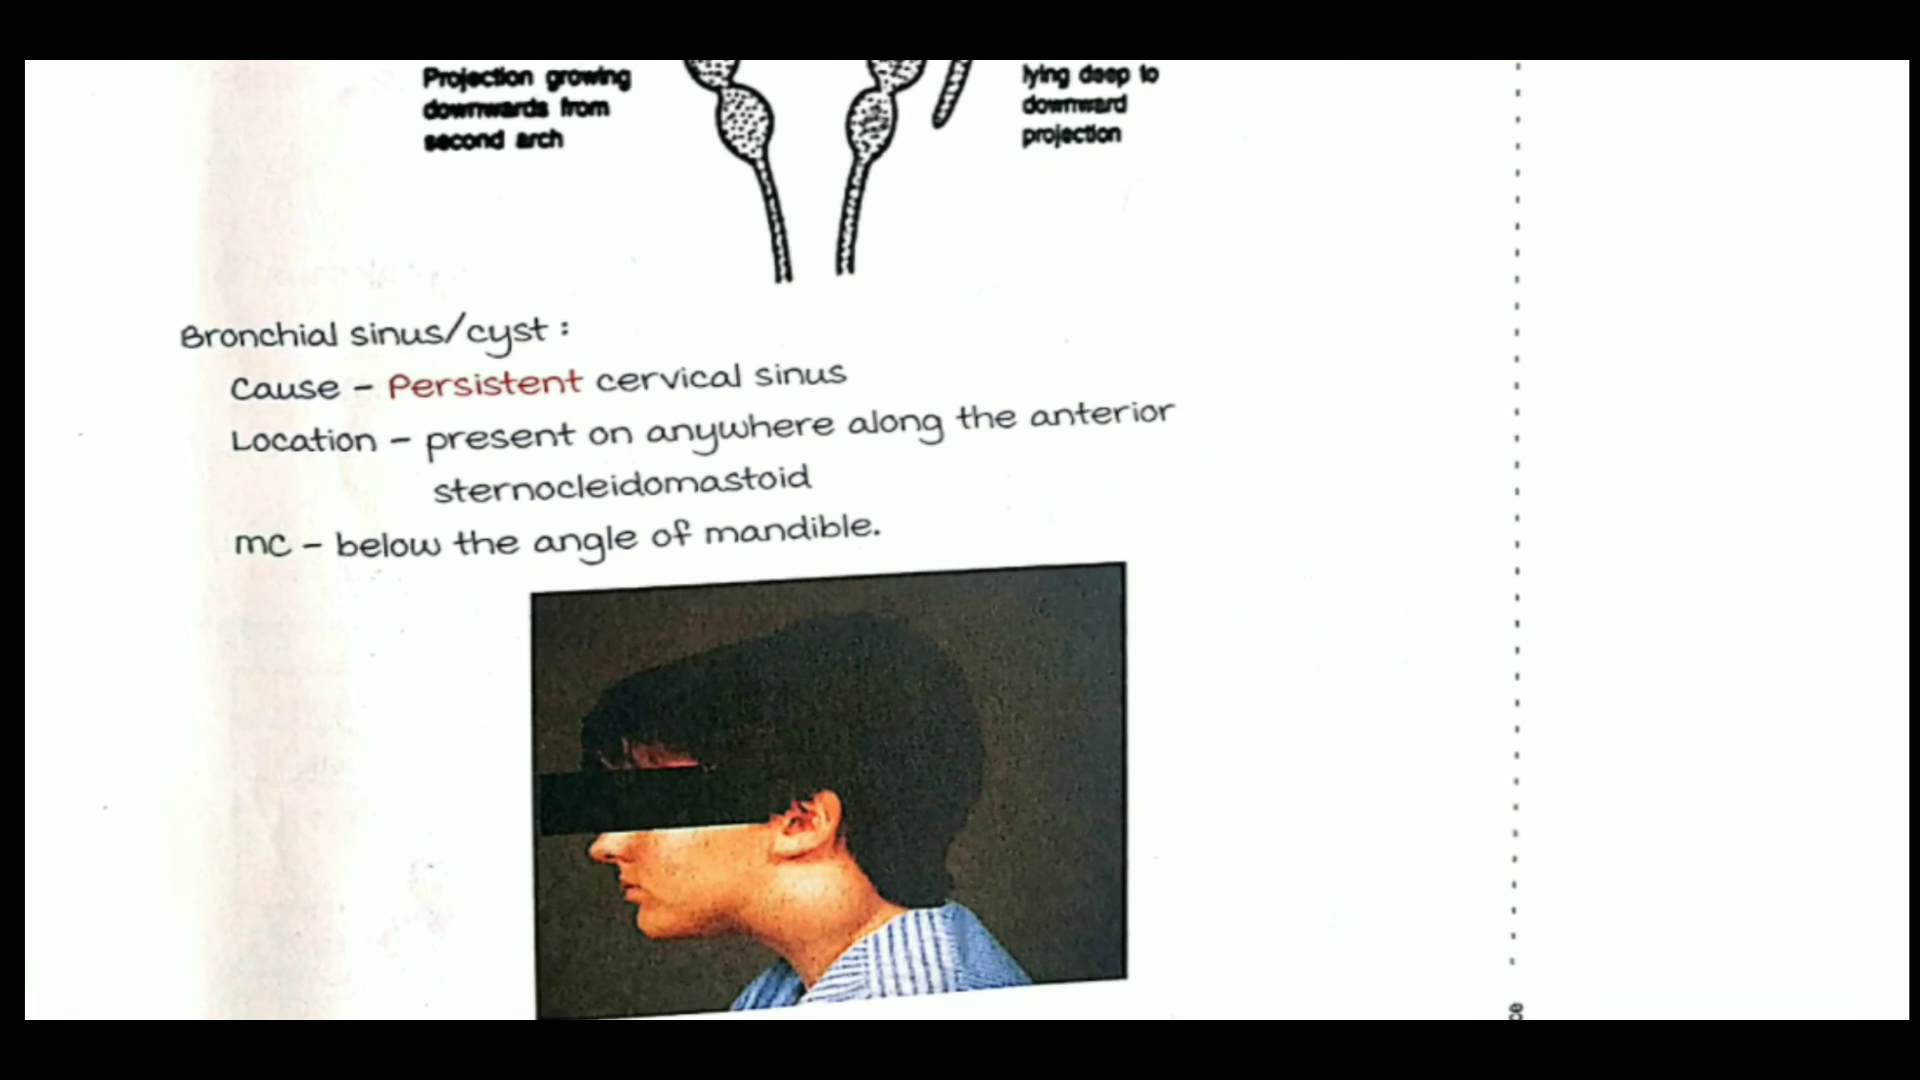 Projection growing
downwards from
second arch
lying deep to
downward
projection
Bronchial sinus/cyst :
Cause - Persistent cervical sinus
Location - present on anywhere along the anterior
sternocleidomastoid
mc - below the angle of mandible.